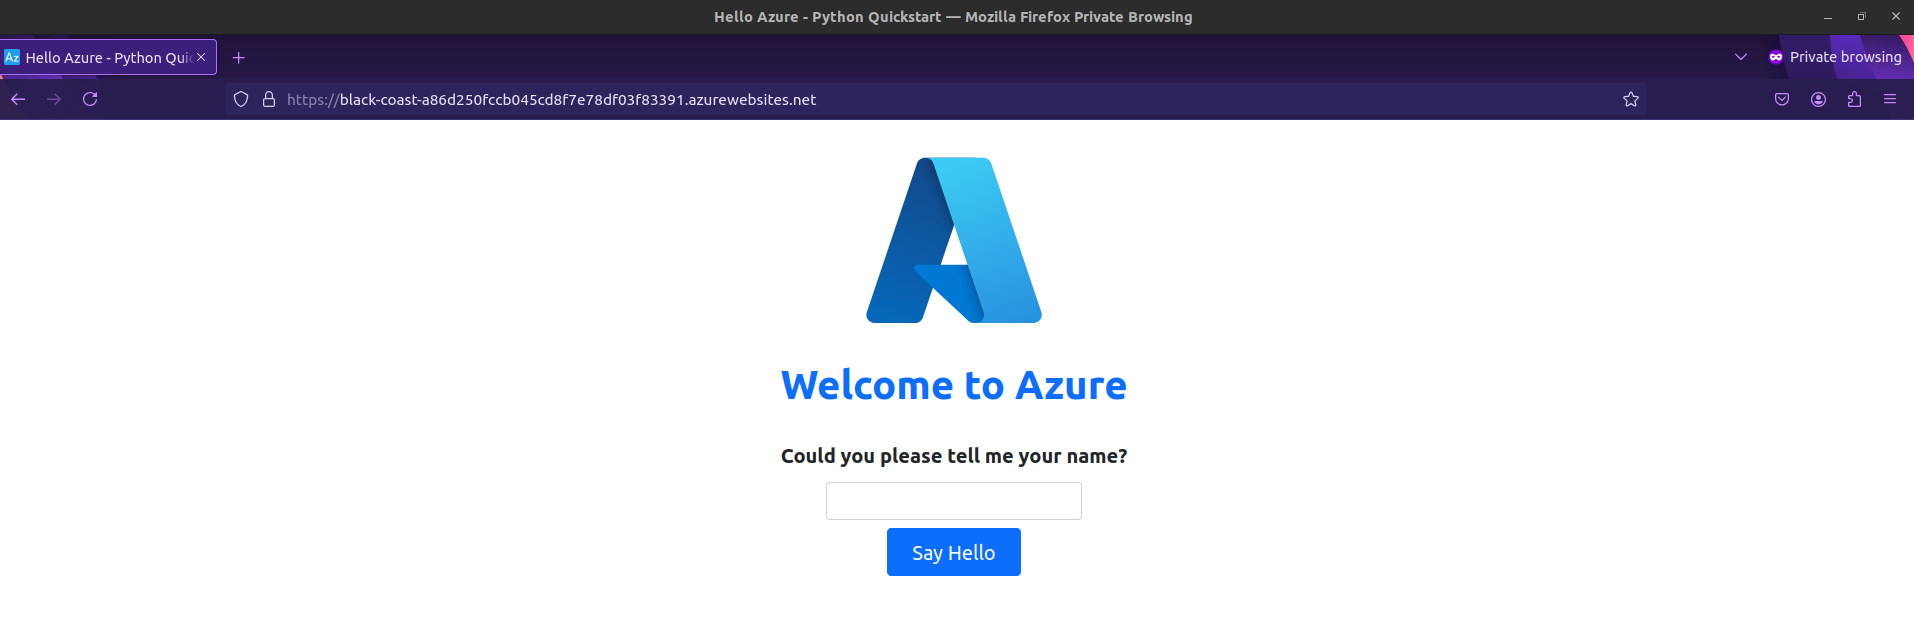 Hello Azure - Python Quickstart — Mozilla Firefox Private Browsing
Az Hello Azure - Python Quic
Private browsing
https://black-coast-a86d250fccb045cd8f7e78df03f83391.azurewebsites.net
Welcome to Azure
Could you please tell me your name?
Say Hello